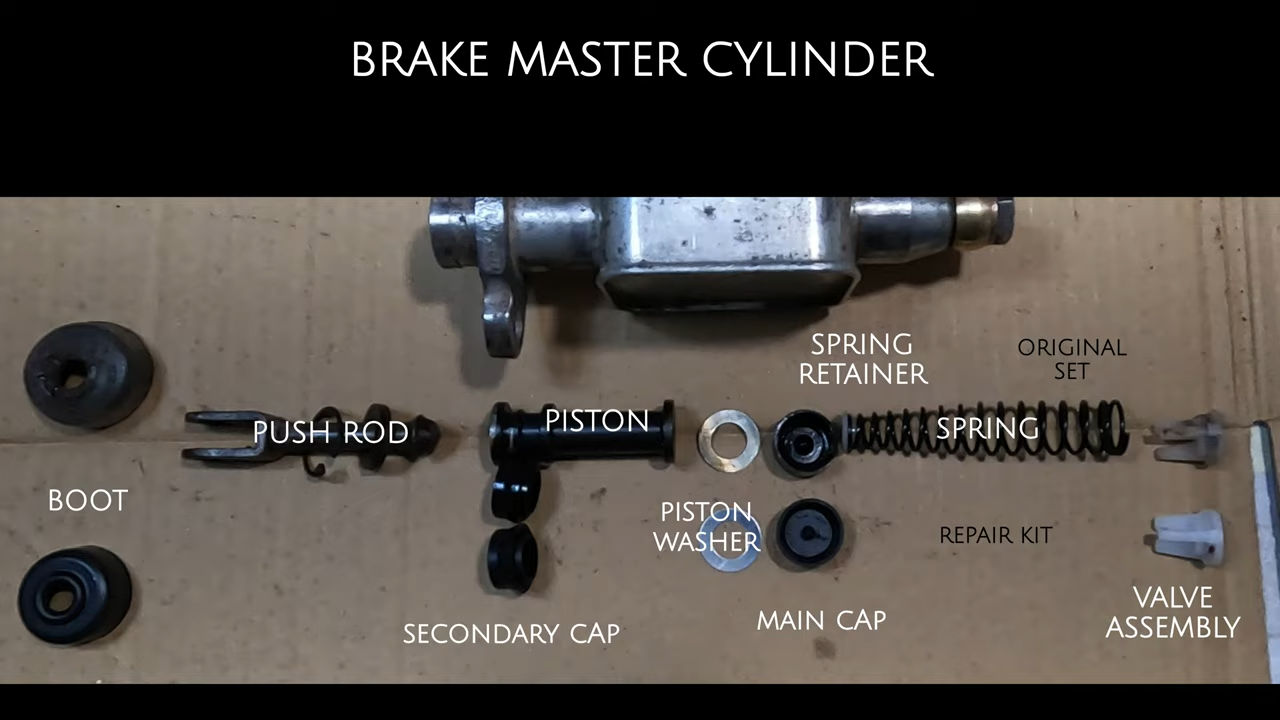 BRAKE MASTER CYLINDER
SPRING
RETAINER
ORIGINAL
SET
PUSH ROD
PISTON
SPRING
BOOT
PISTON
WASHER
REPAIR KIT
VALVE
ASSEMBLY
SECONDARY CAP
MAIN CAP